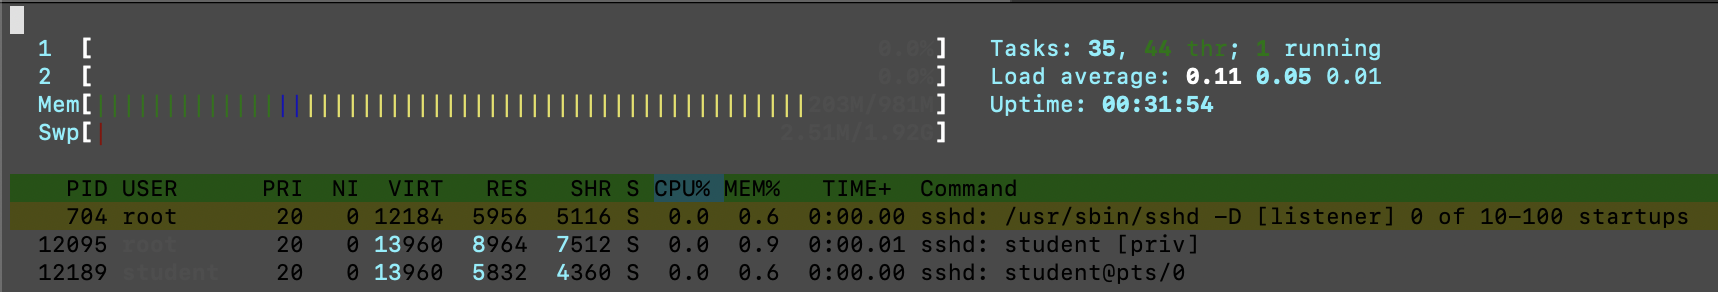 1 [ 0.0%] Tasks: 35, 44 thr; 1 running
2 [ 0.0%] Load average: 0.11 0.05 0.01
Mem[|||||||||||||||||||||||||||||||||||||||||||||||||||203M/981M] Uptime: 00:31:54
Swp[| 2.51M/1.92G]
PID USER PRI NI VIRT RES SHR S CPU% MEM% TIME+ Command
704 root 20 0 12184 5956 5116 S 0.0 0.6 0:00.00 sshd: /usr/sbin/sshd -D [listener] 0 of 10-100 startups
12095 root 20 0 13960 8964 7512 S 0.0 0.9 0:00.01 sshd: student [priv]
12189 student 20 0 13960 5832 4360 S 0.0 0.6 0:00.00 sshd: student@pts/0